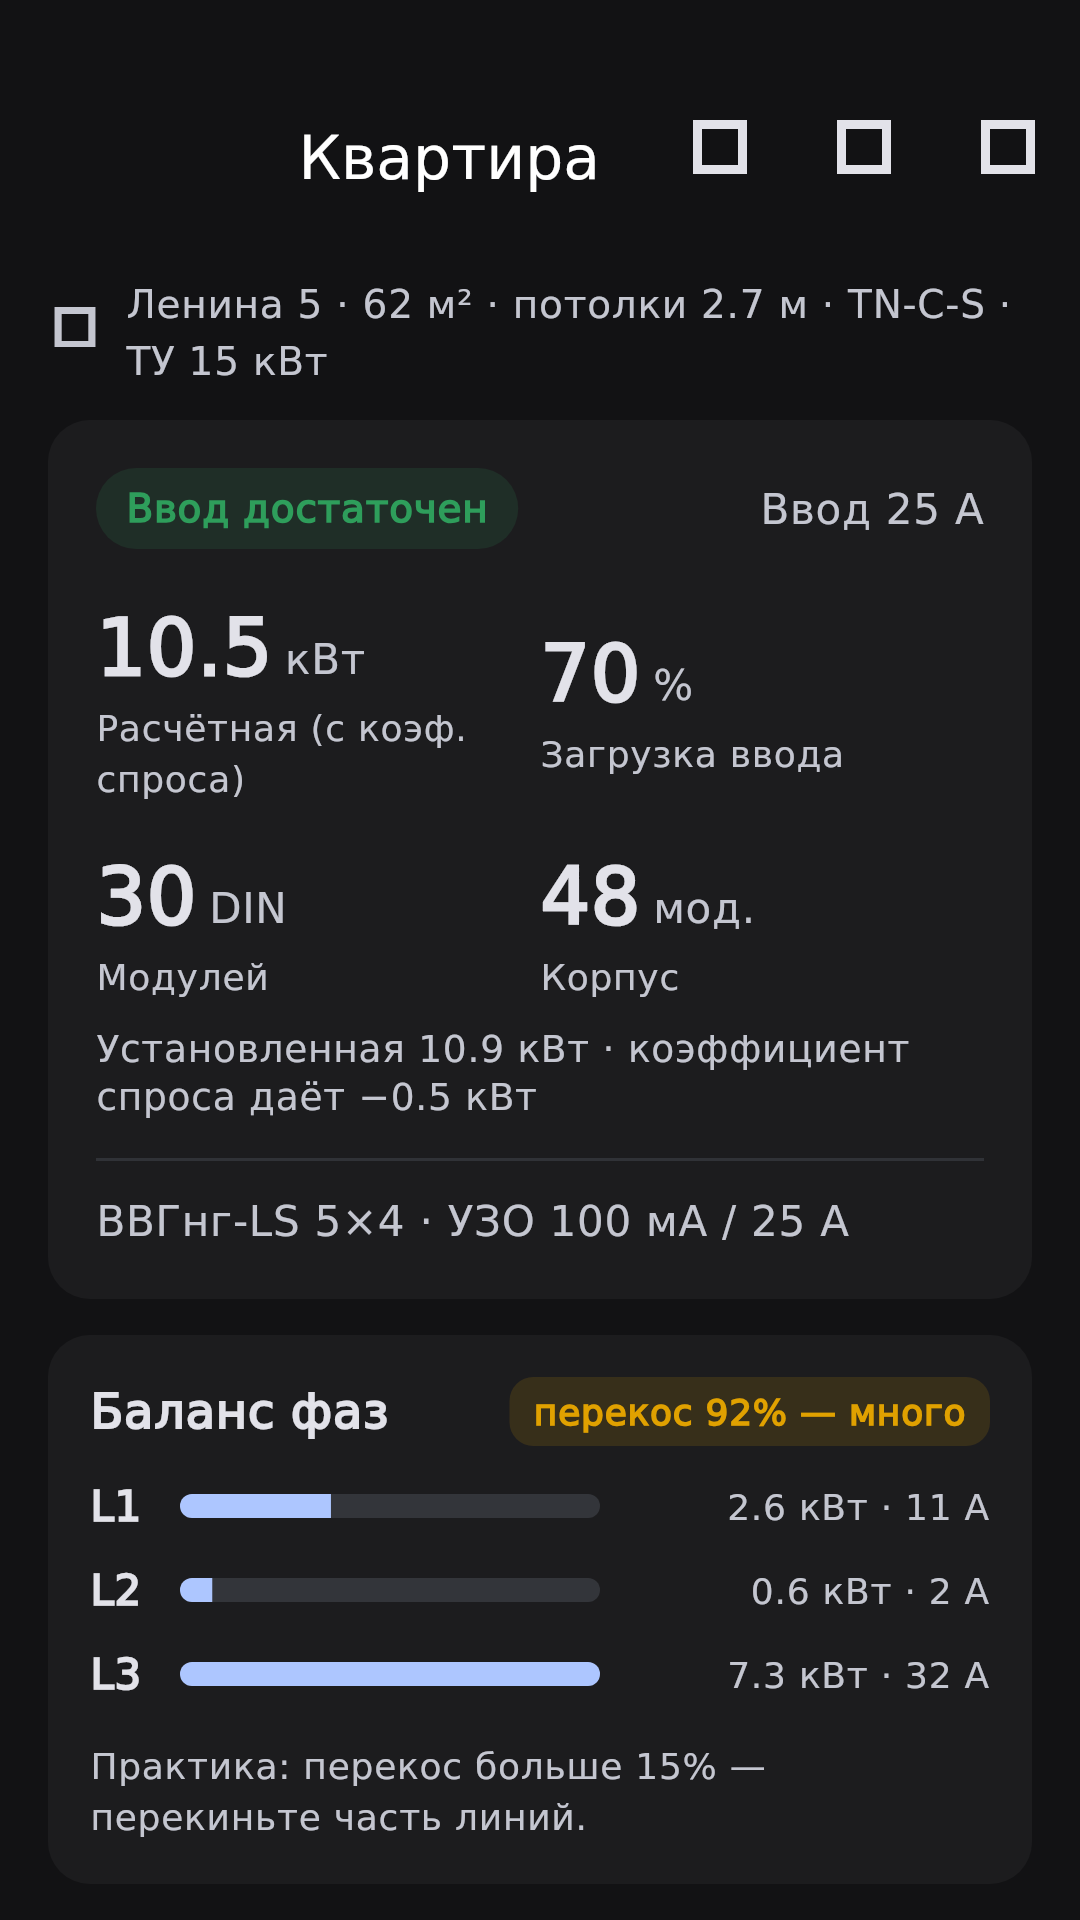 Квартира
Ленина 5 · 62 м² · потолки 2.7 м · TN-C-S ·
ТУ 15 кВт
Ввод достаточен
Ввод 25 А
10.5 кВт
Расчётная (с коэф.
спроса)
70 %
Загрузка ввода
30 DIN
Модулей
48 мод.
Корпус
Установленная 10.9 кВт · коэффициент
спроса даёт −0.5 кВт
ВВГнг-LS 5×4 · УЗО 100 мА / 25 А
Баланс фаз
перекос 92% — много
L1
2.6 кВт · 11 А
L2
0.6 кВт · 2 А
L3
7.3 кВт · 32 А
Практика: перекос больше 15% —
перекиньте часть линий.